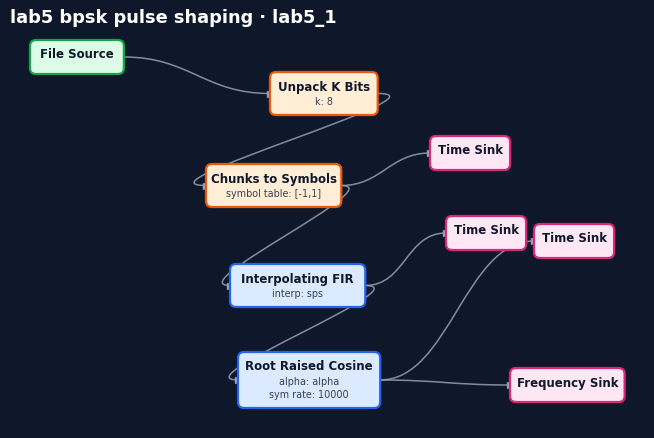 lab5 bpsk pulse shaping · lab5_1
File Source
Unpack K Bits
k: 8
Time Sink
Chunks to Symbols
symbol table: [-1,1]
Time Sink
Time Sink
Interpolating FIR
interp: sps
Root Raised Cosine
alpha: alpha
sym rate: 10000
Frequency Sink